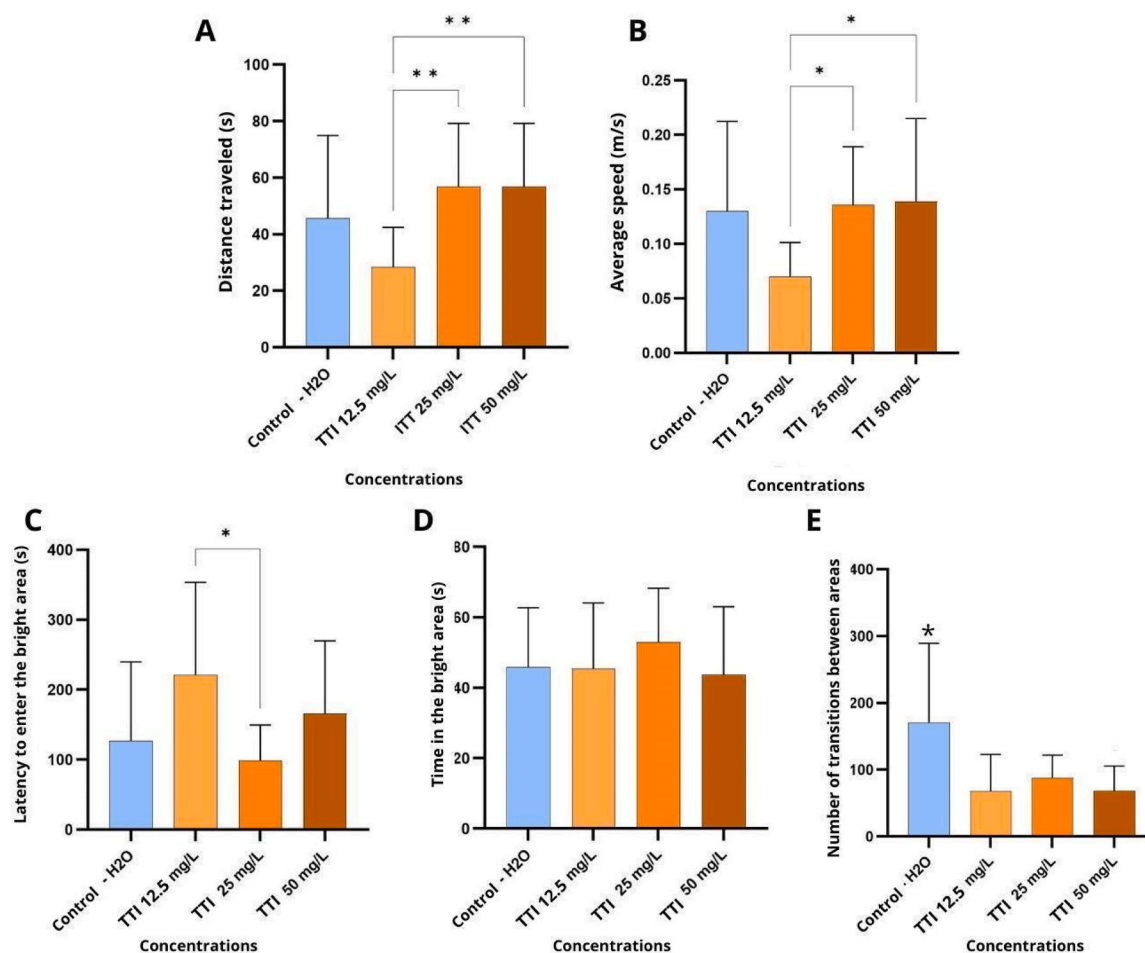 A
* *
* *
Distance traveled (s)
100
80
60
40
20
0
Control - H2O
TTI 12.5 mg/L
ITT 25 mg/L
ITT 50 mg/L
Concentrations
B
*
*
Average speed (m/s)
0.25
0.20
0.15
0.10
0.05
0.00
Control - H2O
TTI 12.5 mg/L
TTI 25 mg/L
TTI 50 mg/L
Concentrations
C
*
Latency to enter the bright area (s)
400
300
200
100
0
Control - H2O
TTI 12.5 mg/L
TTI 25 mg/L
TTI 50 mg/L
Concentrations
D
Time in the bright area (s)
80
60
40
20
0
Control - H2O
TTI 12.5 mg/L
TTI 25 mg/L
TTI 50 mg/L
Concentrations
E
*
Number of transitions between areas
400
300
200
100
0
Control - H2O
TTI 12.5 mg/L
TTI 25 mg/L
TTI 50 mg/L
Concentrations